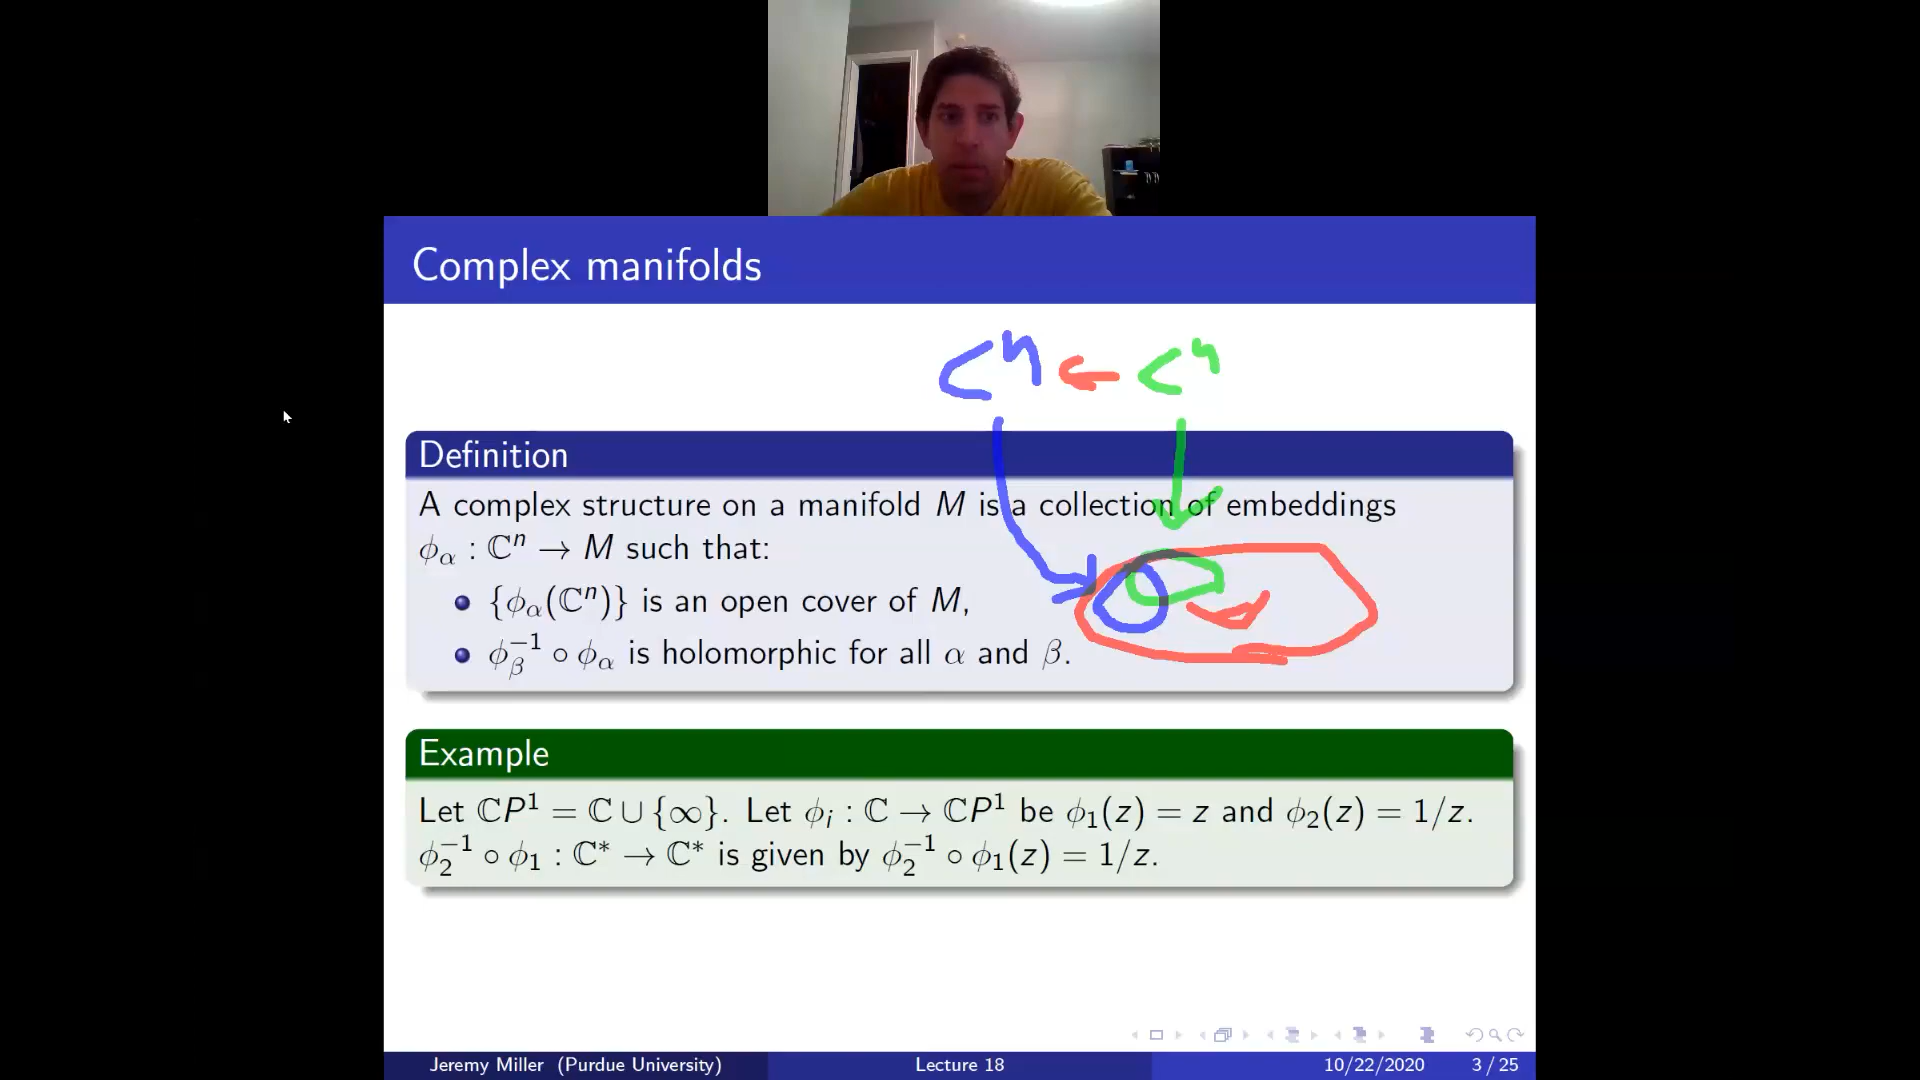 Complex manifolds
Cⁿ ← Cⁿ
Definition
A complex structure on a manifold M is a collection of embeddings
ϕ_α : ℂⁿ → M such that:
{ϕ_α(ℂⁿ)} is an open cover of M,
ϕ_β⁻¹ ∘ ϕ_α is holomorphic for all α and β.
Example
Let ℂP¹ = ℂ ∪ {∞}. Let ϕ_i : ℂ → ℂP¹ be ϕ₁(z) = z and ϕ₂(z) = 1/z.
ϕ₂⁻¹ ∘ ϕ₁ : ℂ* → ℂ* is given by ϕ₂⁻¹ ∘ ϕ₁(z) = 1/z.
Jeremy Miller (Purdue University) Lecture 18 10/22/2020 3 / 25